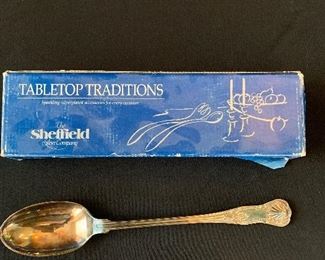 TABLETOP TRADITIONS
Sparkling silverplated accessories for every occasion
The
Sheffield
Silver Company